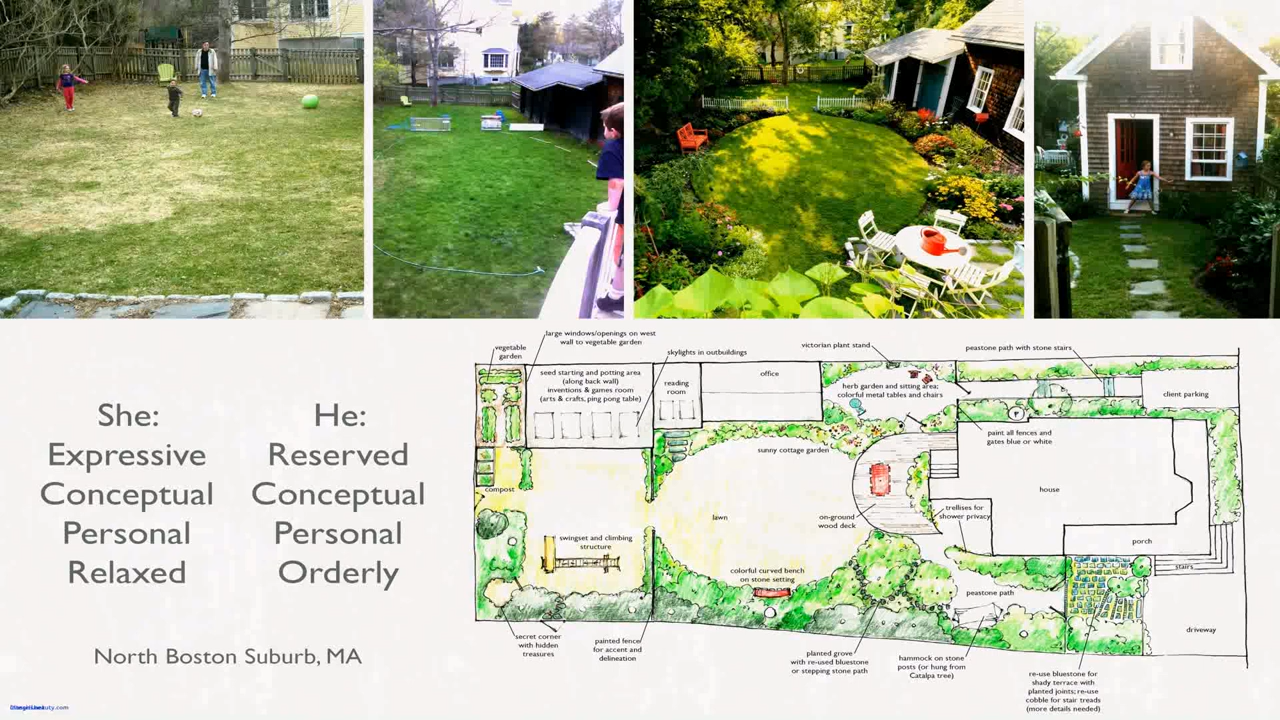 She:
Expressive
Conceptual
Personal
Relaxed
He:
Reserved
Conceptual
Personal
Orderly
North Boston Suburb, MA
vegetable
garden
large windows/openings on west
wall to vegetable garden
skylights in outbuildings
victorian plant stand
peastone path with stone stairs
seed starting and potting area
(along back wall)
inventions & games room
(arts & crafts, ping pong table)
reading
room
office
herb garden and sitting area;
colorful metal tables and chairs
client parking
paint all fences and
gates blue or white
sunny cottage garden
compost
lawn
on-ground
wood deck
trellises for
shower privacy
house
porch
stairs
swingset and climbing
structure
colorful curved bench
on stone setting
peastone path
driveway
secret corner
with hidden
treasures
painted fence
for accent and
delineation
planted grove
with re-used bluestone
or stepping stone path
hammock on stone
posts (or hung from
Catalpa tree)
re-use bluestone for
shady terrace with
planted joints; re-use
cobble for stair treads
(more details needed)